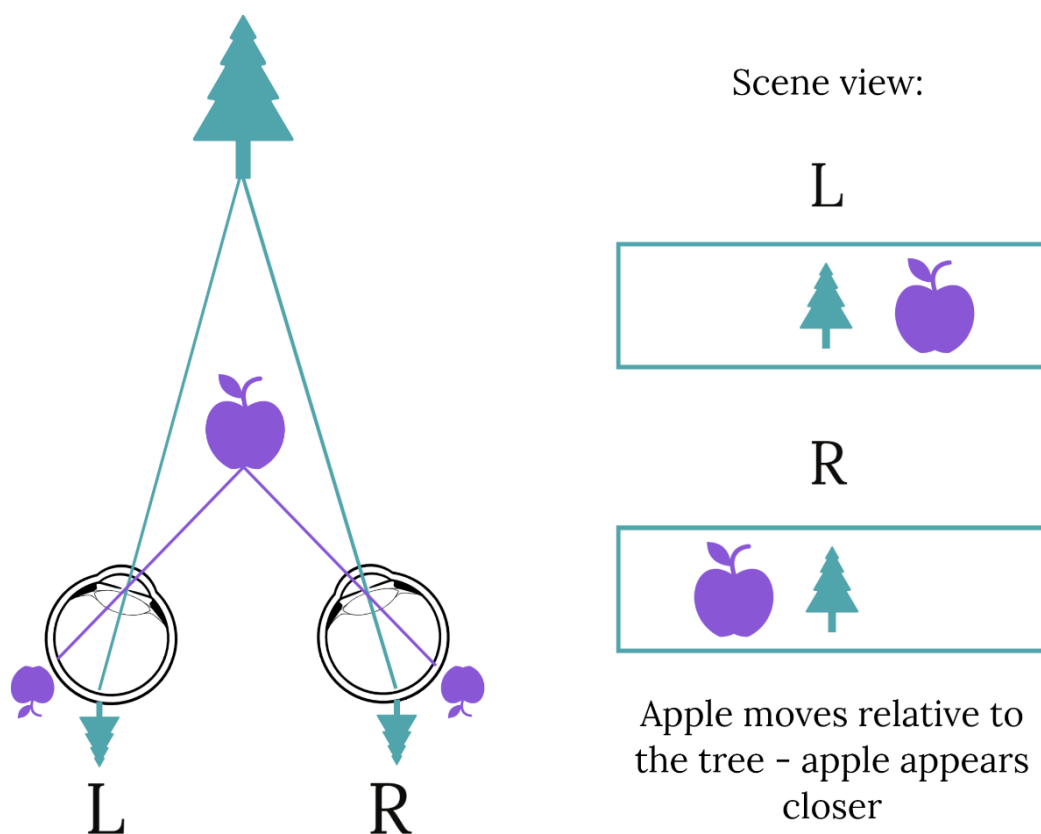 Scene view:
L
R
Apple moves relative to
the tree - apple appears
closer
L
R